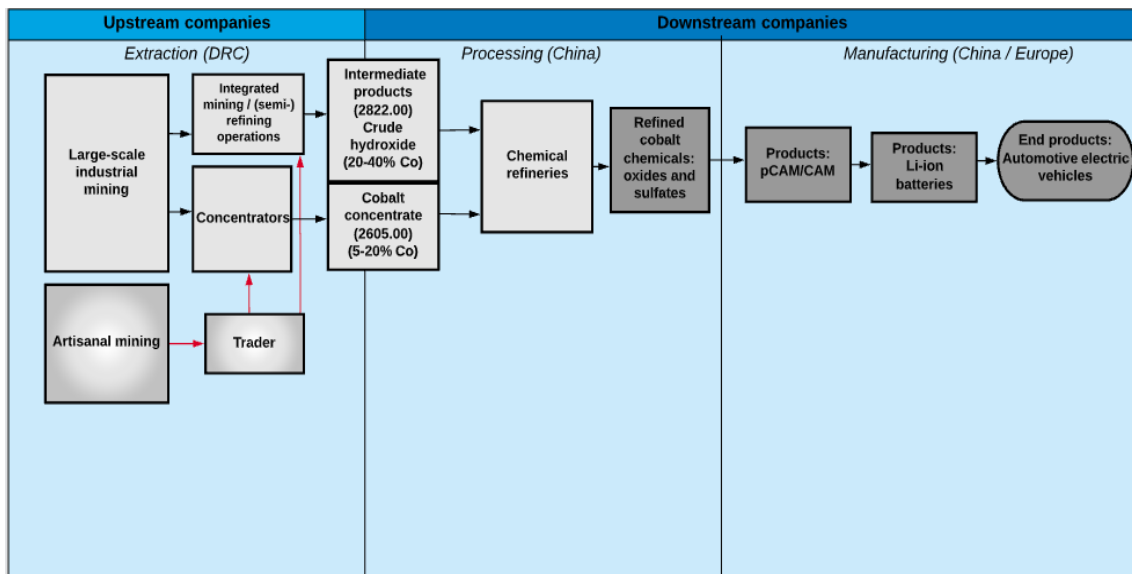 Upstream companies
Downstream companies
Extraction (DRC)
Processing (China)
Manufacturing (China / Europe)
Large-scale
industrial
mining
Integrated
mining / (semi-)
refining
operations
Concentrators
Artisanal mining
Trader
Intermediate
products
(2822.00)
Crude
hydroxide
(20-40% Co)
Cobalt
concentrate
(2605.00)
(5-20% Co)
Chemical
refineries
Refined
cobalt
chemicals:
oxides and
sulfates
Products:
pCAM/CAM
Products:
Li-ion
batteries
End products:
Automotive electric
vehicles